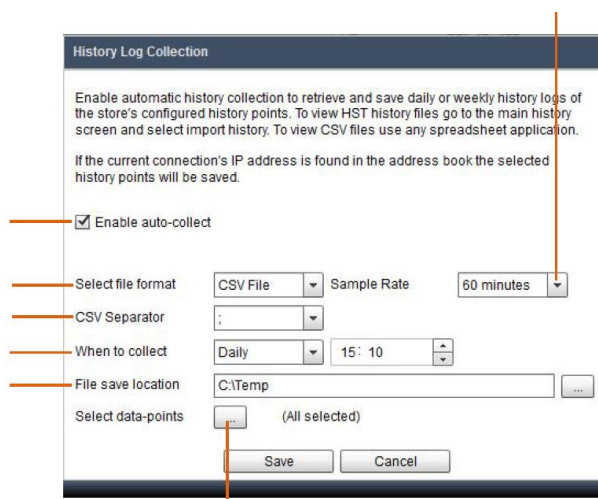 History Log Collection
Enable automatic history collection to retrieve and save daily or weekly history logs of
the store's configured history points. To view HST history files go to the main history
screen and select import history. To view CSV files use any spreadsheet application.
If the current connection's IP address is found in the address book the selected
history points will be saved.
Enable auto-collect
Select file format CSV File Sample Rate 60 minutes
CSV Separator ;
When to collect Daily 15: 10
File save location C:\Temp ...
Select data-points ... (All selected)
Save Cancel